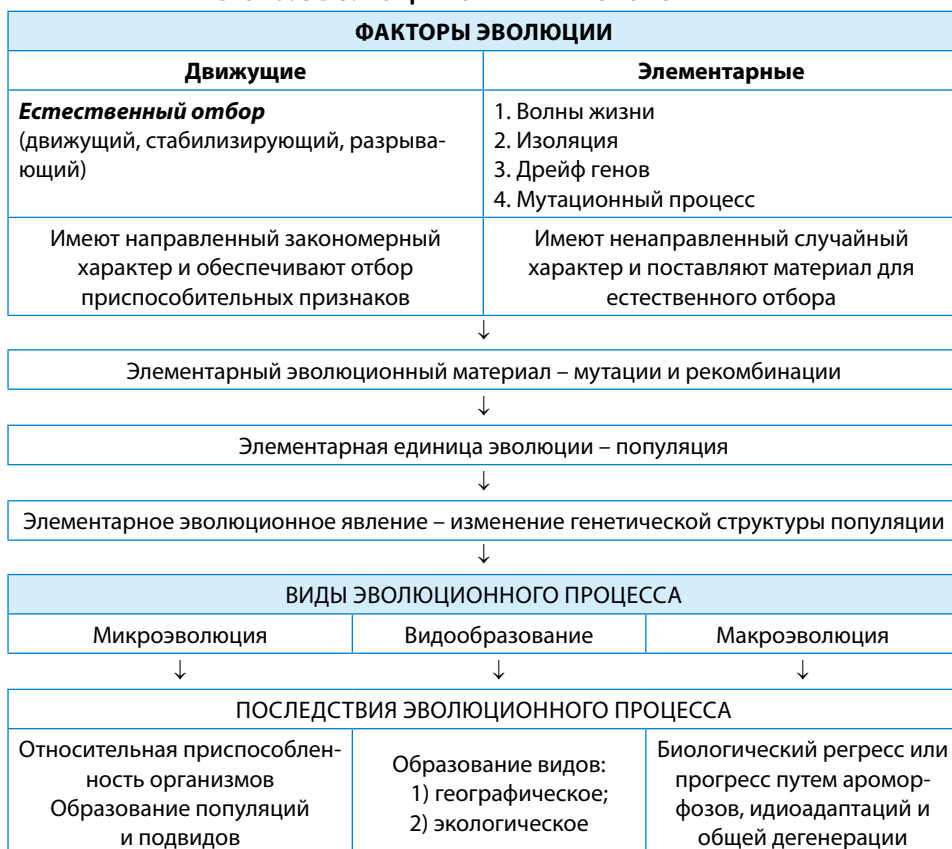 ФАКТОРЫ ЭВОЛЮЦИИ
Движущие
Элементарные
Естественный отбор
(движущий, стабилизирующий, разрыва-
ющий)
1. Волны жизни
2. Изоляция
3. Дрейф генов
4. Мутационный процесс
Имеют направленный закономерный
характер и обеспечивают отбор
приспособительных признаков
Имеют ненаправленный случайный
характер и поставляют материал для
естественного отбора
↓
Элементарный эволюционный материал – мутации и рекомбинации
↓
Элементарная единица эволюции – популяция
↓
Элементарное эволюционное явление – изменение генетической структуры популяции
↓
ВИДЫ ЭВОЛЮЦИОННОГО ПРОЦЕССА
Микроэволюция
Видообразование
Макроэволюция
↓ ↓ ↓
ПОСЛЕДСТВИЯ ЭВОЛЮЦИОННОГО ПРОЦЕССА
Относительная приспособлен-
ность организмов
Образование популяций
и подвидов
Образование видов:
1) географическое;
2) экологическое
Биологический регресс или
прогресс путем аромор-
фозов, идиоадаптаций и
общей дегенерации